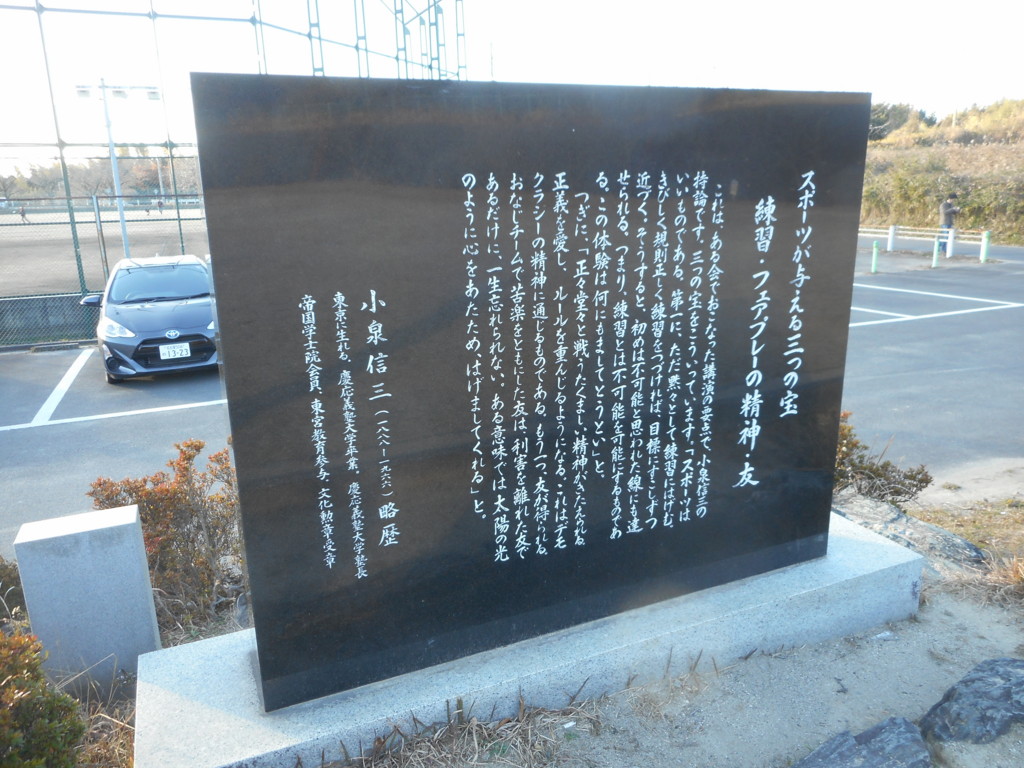 スポーツが与える三つの宝
練習・フェアプレーの精神・友
これは、ある会でおこなった講演の要点で、小泉信三の
持論です。三つの宝をこういっています。「スポーツは
いいものである。第一に、ただ黙々として練習にはげむ。
きびしく規則正しく練習をつづければ、目標にすこしずつ
近づく。そうすると、初めは不可能と思われた線にも達
せられる。つまり、練習とは不可能を可能にするのであ
る。この体験は何にもましてとうとい」と。
つぎに、「正々堂々と戦うたくましい精神がきたえられる。
正義を愛し、ルールを重んじるようになる。これはデモ
クラシーの精神に通じるものである。もう一つ、友が得られる。
おなじチームで苦楽をともにした友は、利害を離れた友で
あるだけに、一生忘れられない。ある意味では太陽の光
のように心をあたため、はげましてくれる」と。
小泉信三(一八八八―一九六六)略歴
東京に生れる。慶応義塾大学卒業、慶応義塾大学塾長
帝国学士院会員、東宮教育参与、文化勲章受章
13-23